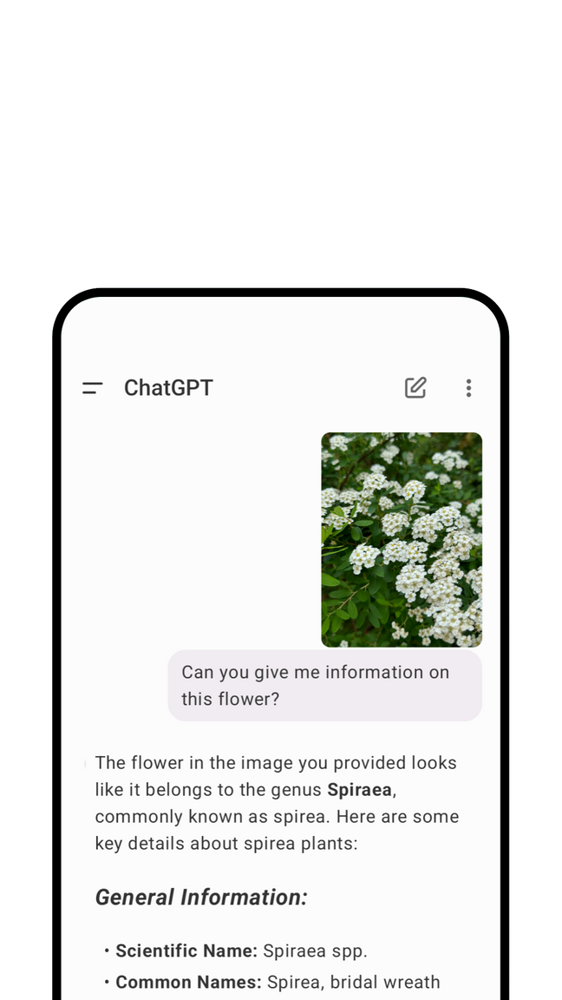 ChatGPT
Can you give me information on
this flower?
The flower in the image you provided looks
like it belongs to the genus Spiraea,
commonly known as spirea. Here are some
key details about spirea plants:
General Information:
• Scientific Name: Spiraea spp.
• Common Names: Spirea, bridal wreath